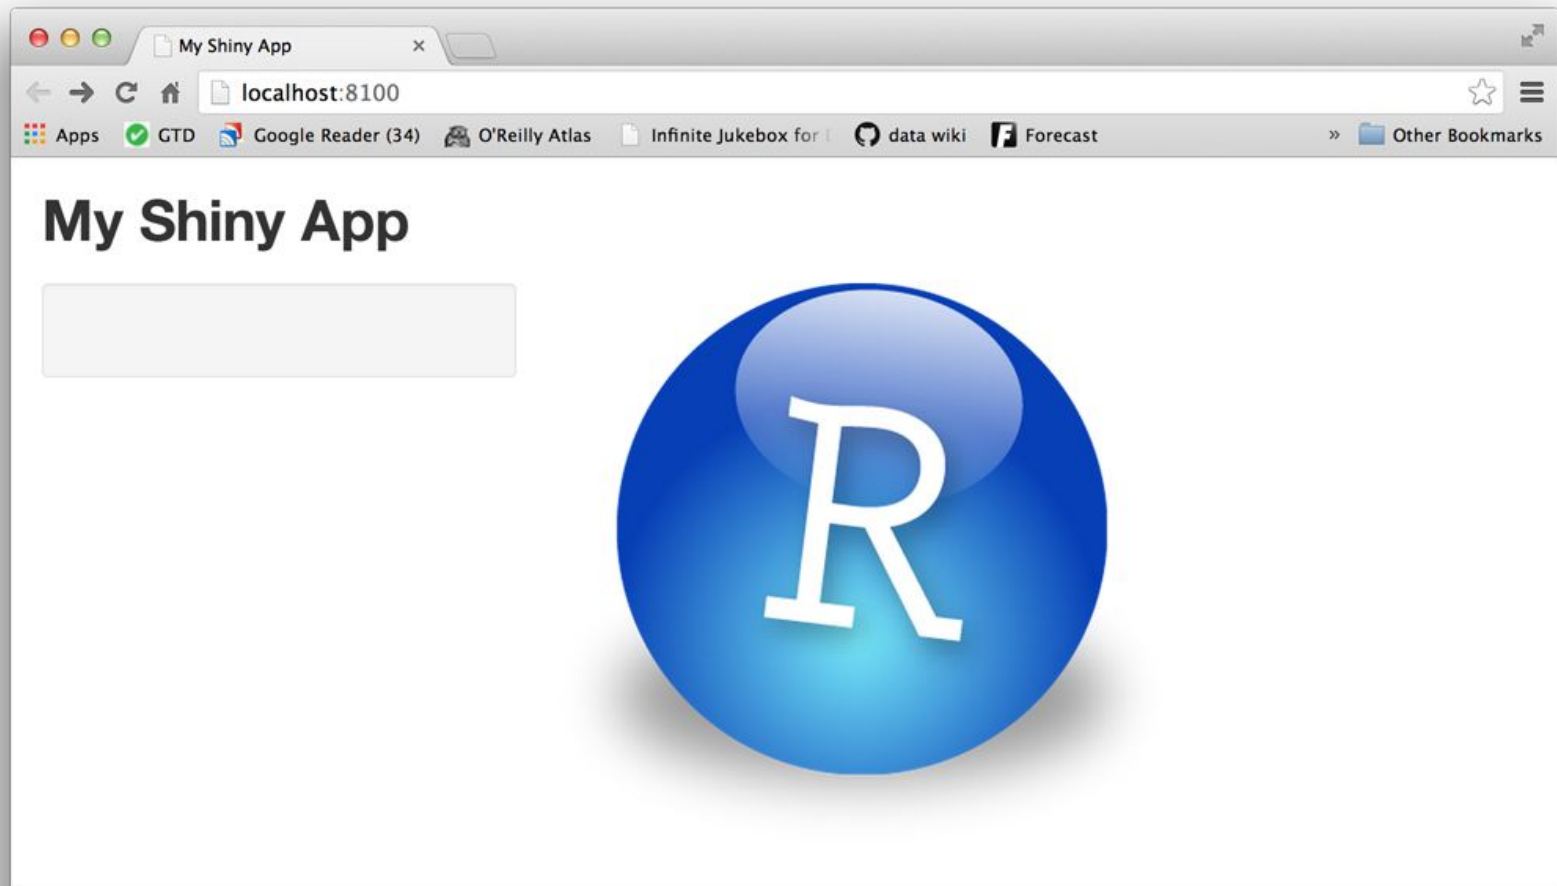 My Shiny App
localhost:8100
Apps GTD Google Reader (34) O'Reilly Atlas Infinite Jukebox for data wiki Forecast » Other Bookmarks
My Shiny App
R